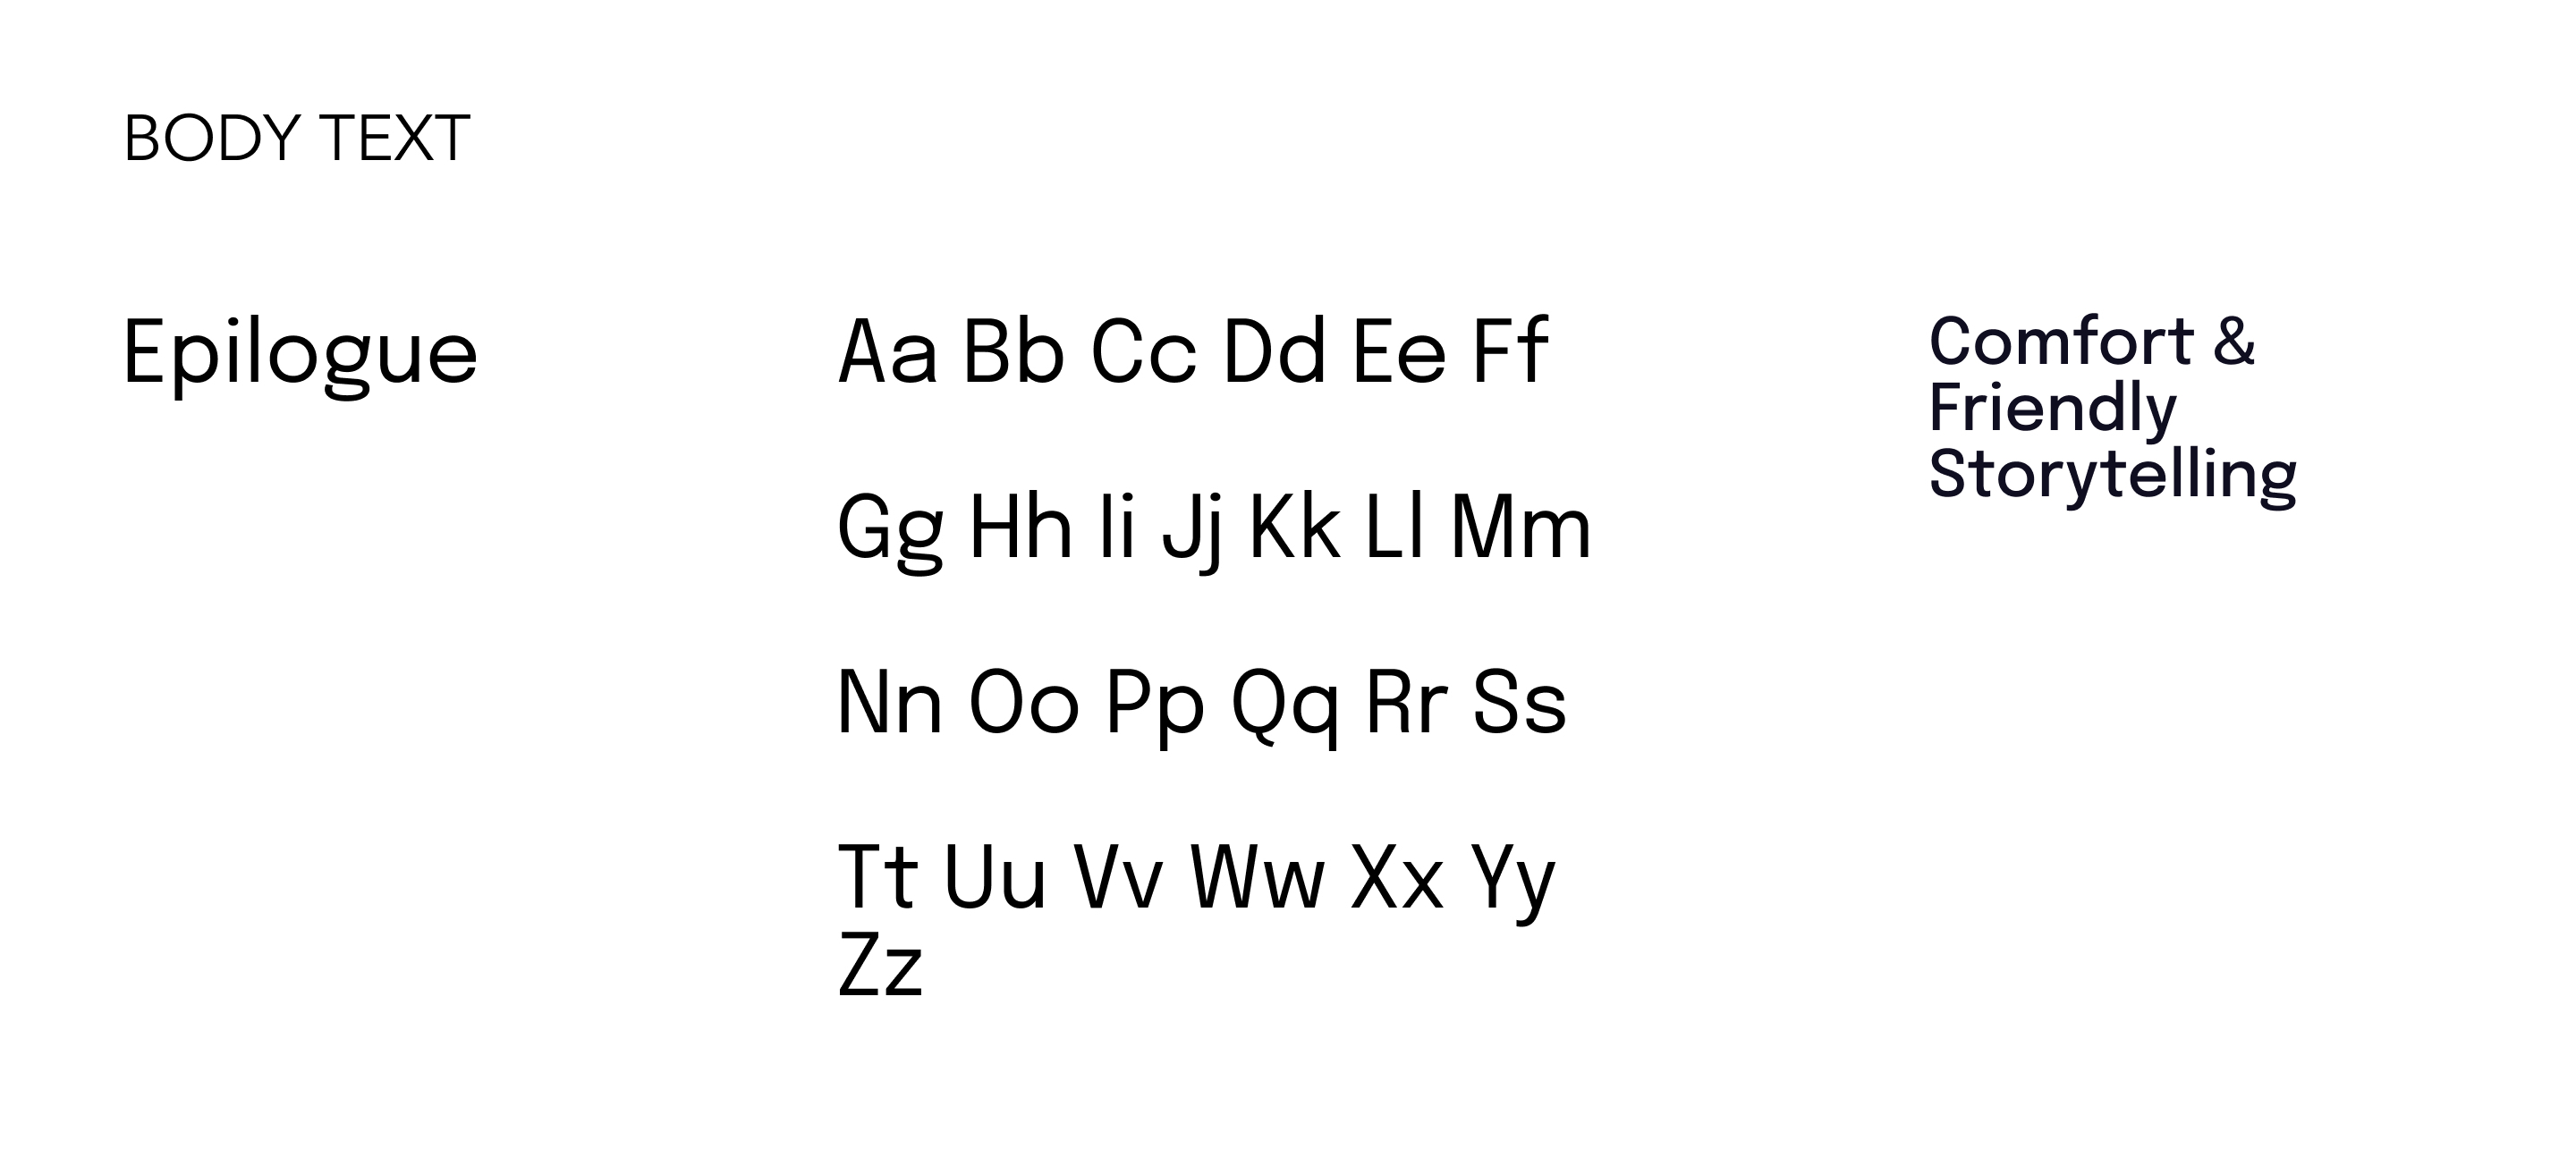 BODY TEXT
Epilogue
Aa Bb Cc Dd Ee Ff
Gg Hh Ii Jj Kk Ll Mm
Nn Oo Pp Qq Rr Ss
Tt Uu Vv Ww Xx Yy
Zz
Comfort &
Friendly
Storytelling